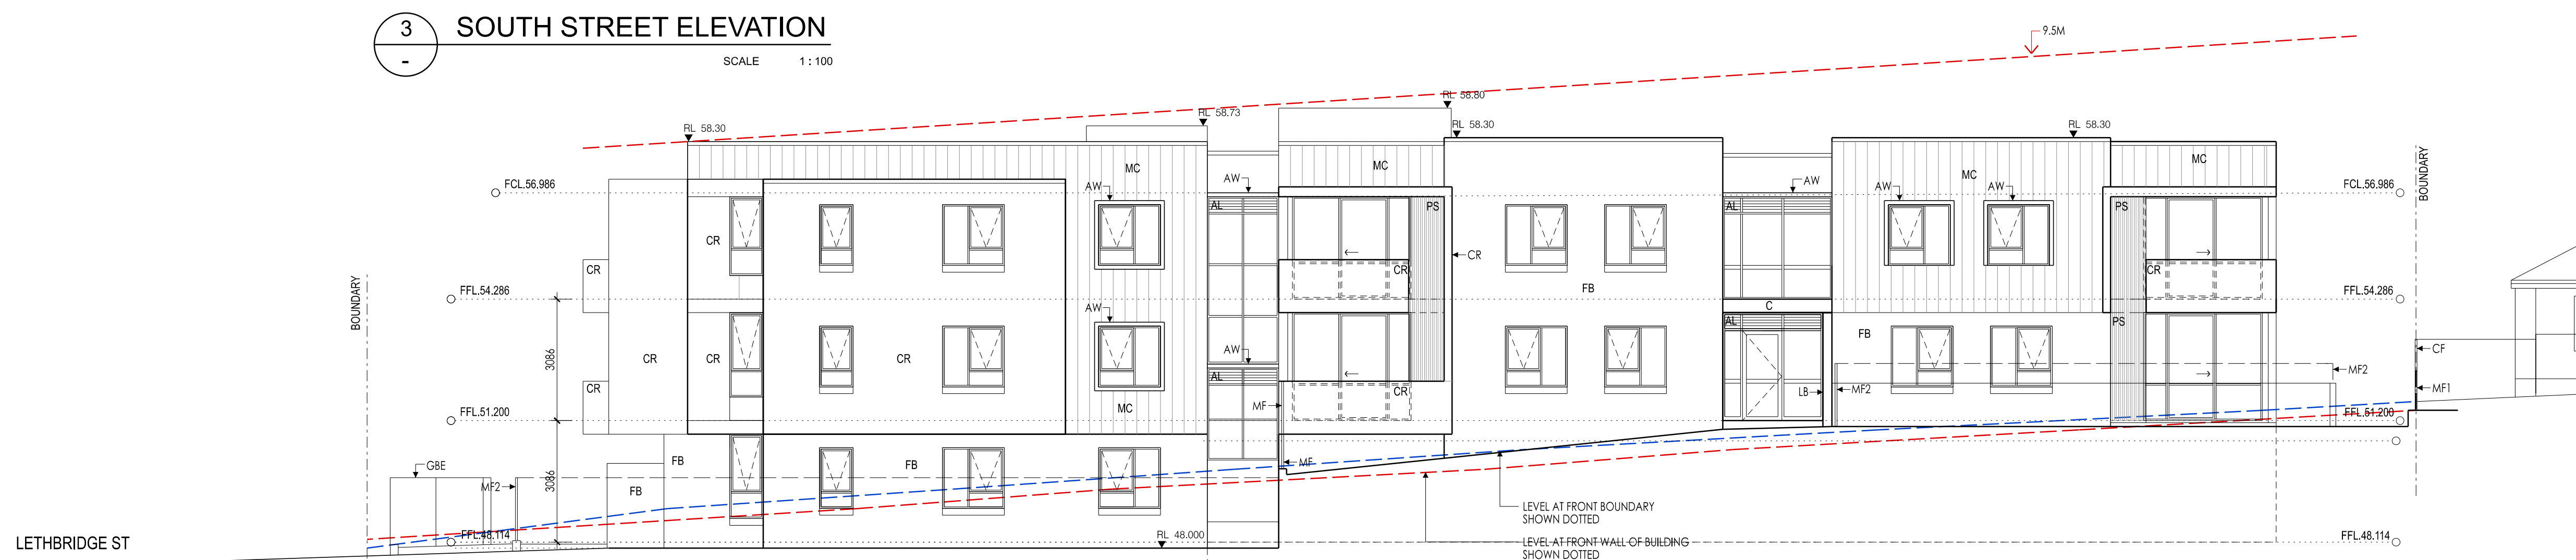 3
-
SOUTH STREET ELEVATION
SCALE 1 : 100
9.5M
RL 58.30
RL 58.73
RL 58.80
RL 58.30
RL 58.30
MC
MC
MC
MC
FCL.56.986
AW
AW
AW
AW
AW
FCL.56.986
BOUNDARY
AL
PS
AL
PS
CR
CR
CR
CR
CR
BOUNDARY
FFL.54.286
FB
FFL.54.286
AW
C
AL
PS
3086
CR
CR
CR
AW
FB
CF
AL
MF2
CR
CR
MF
LB
MF2
MF1
MC
FFL.51.200
FFL.51.200
GBE
FB
FB
MF
MF2
3086
FB
LEVEL AT FRONT BOUNDARY
SHOWN DOTTED
LETHBRIDGE ST
FFL.48.114
RL 48.000
LEVEL AT FRONT WALL OF BUILDING
SHOWN DOTTED
FFL.48.114